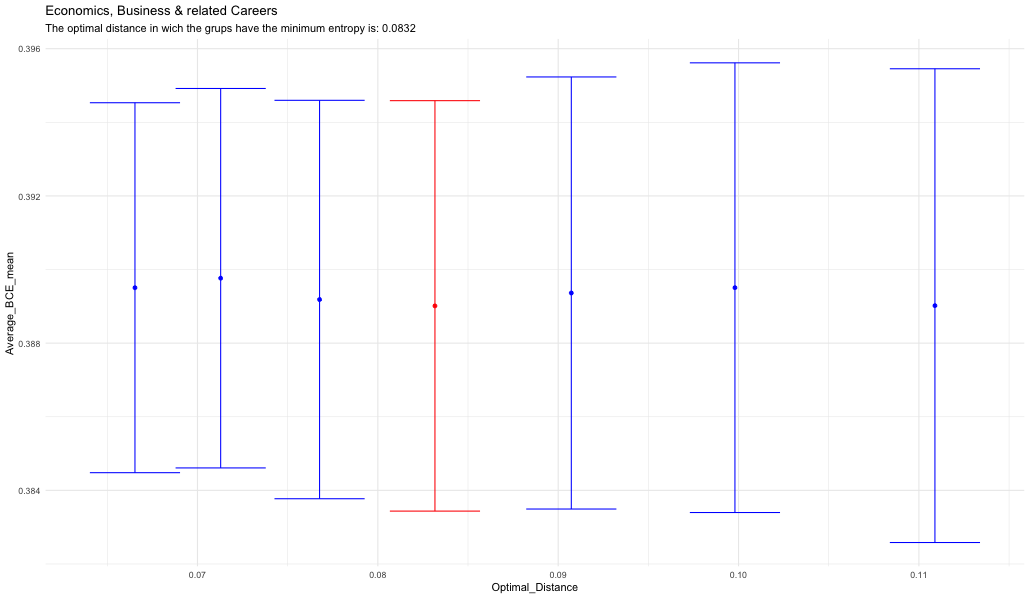 Economics, Business & related Careers
The optimal distance in wich the grups have the minimum entropy is: 0.0832
0.396
0.392
0.388
0.384
Average_BCE_mean
0.07 0.08 0.09 0.10 0.11
Optimal_Distance